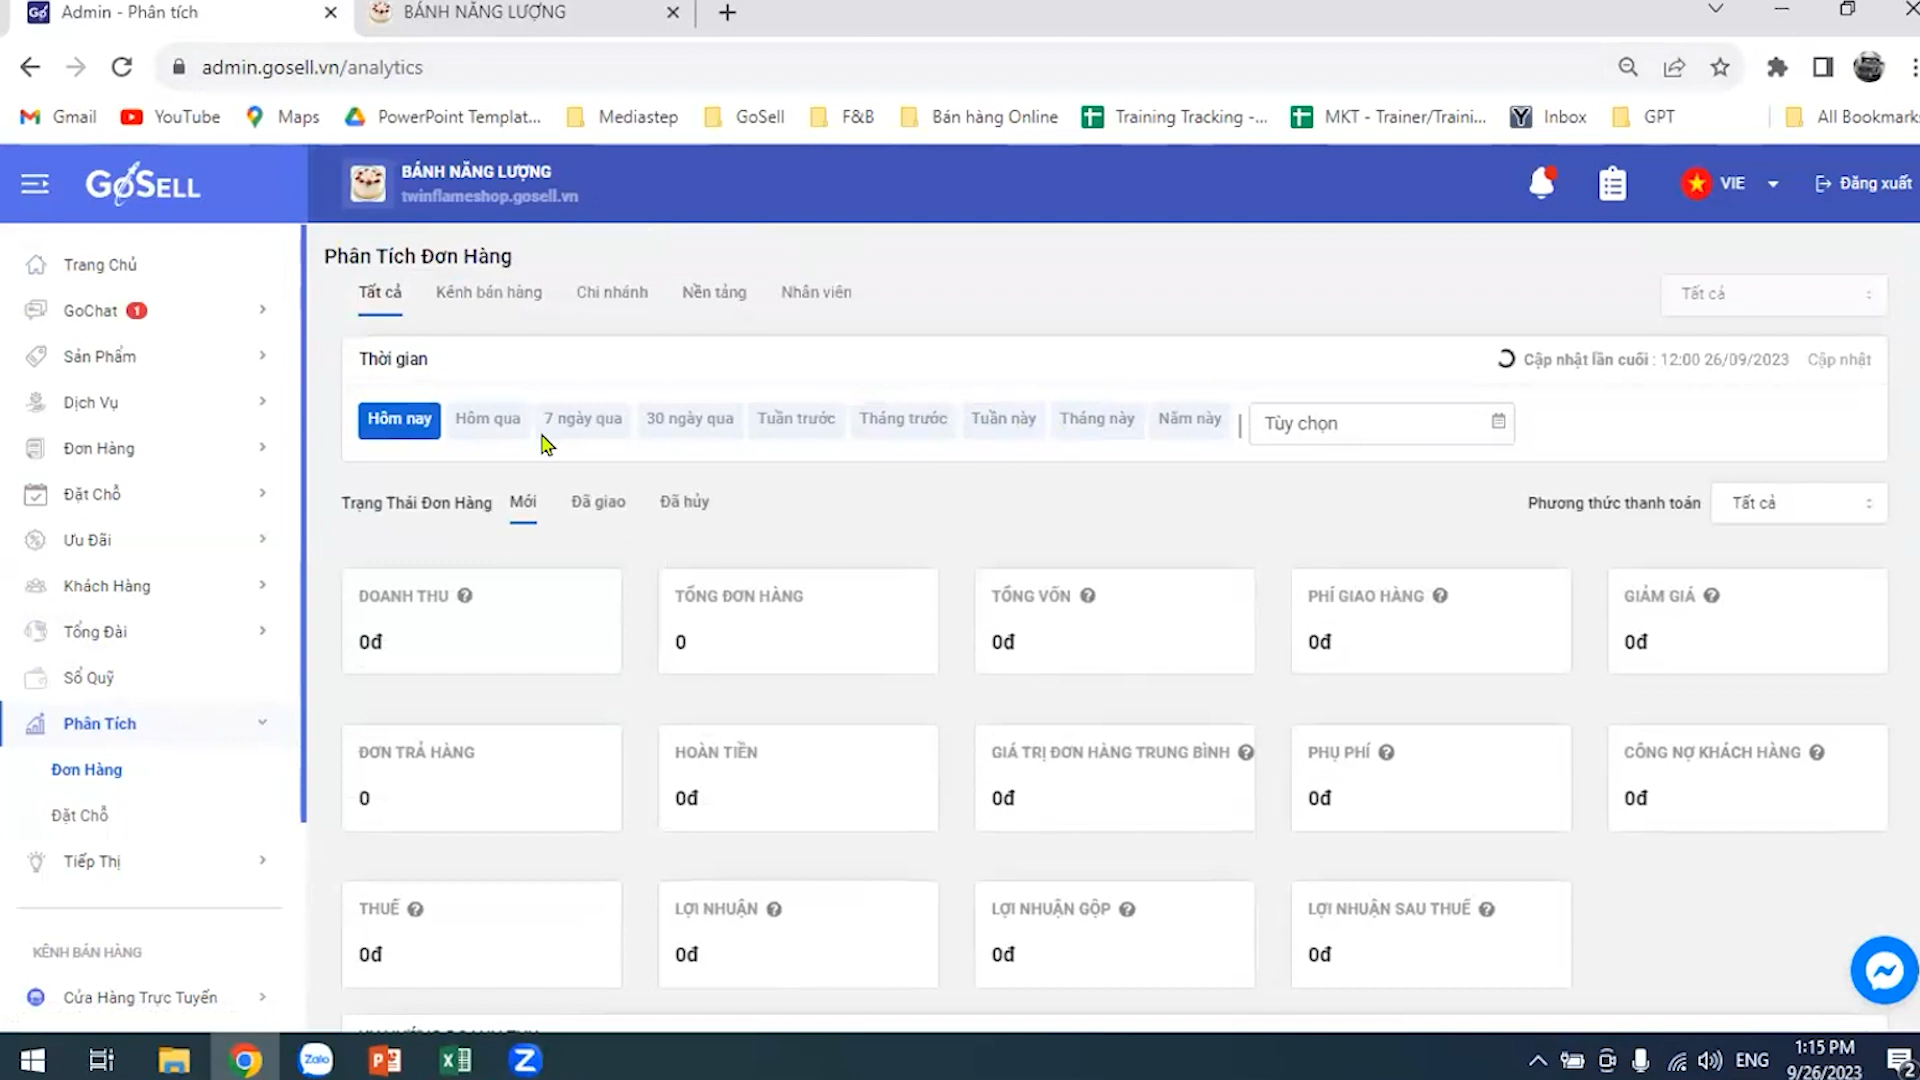 Admin - Phân tích
BÁNH NĂNG LƯỢNG
admin.gosell.vn/analytics
Gmail
YouTube
Maps
PowerPoint Templat...
Mediastep
GoSell
F&B
Bán hàng Online
Training Tracking -...
MKT - Trainer/Traini...
Inbox
GPT
All Bookmarks
GOSELL
BÁNH NĂNG LƯỢNG
twinflameshop.gosell.vn
VIE
Đăng xuất
Trang Chủ
GoChat 1
Sản Phẩm
Dịch Vụ
Đơn Hàng
Đặt Chỗ
Ưu Đãi
Khách Hàng
Tổng Đài
Sổ Quỹ
Phân Tích
Đơn Hàng
Đặt Chỗ
Tiếp Thị
KÊNH BÁN HÀNG
Cửa Hàng Trực Tuyến
Phân Tích Đơn Hàng
Tất cả
Kênh bán hàng
Chi nhánh
Nền tảng
Nhân viên
Tất cả
Thời gian
Cập nhật lần cuối : 12:00 26/09/2023
Cập nhật
Hôm nay
Hôm qua
7 ngày qua
30 ngày qua
Tuần trước
Tháng trước
Tuần này
Tháng này
Năm này
Tùy chọn
Trạng Thái Đơn Hàng
Mới
Đã giao
Đã hủy
Phương thức thanh toán
Tất cả
DOANH THU
0đ
TỔNG ĐƠN HÀNG
0
TỔNG VỐN
0đ
PHÍ GIAO HÀNG
0đ
GIẢM GIÁ
0đ
ĐƠN TRẢ HÀNG
0
HOÀN TIỀN
0đ
GIÁ TRỊ ĐƠN HÀNG TRUNG BÌNH
0đ
PHỤ PHÍ
0đ
CÔNG NỢ KHÁCH HÀNG
0đ
THUẾ
0đ
LỢI NHUẬN
0đ
LỢI NHUẬN GỘP
0đ
LỢI NHUẬN SAU THUẾ
0đ
Zalo
ENG
1:15 PM
9/26/2023
2